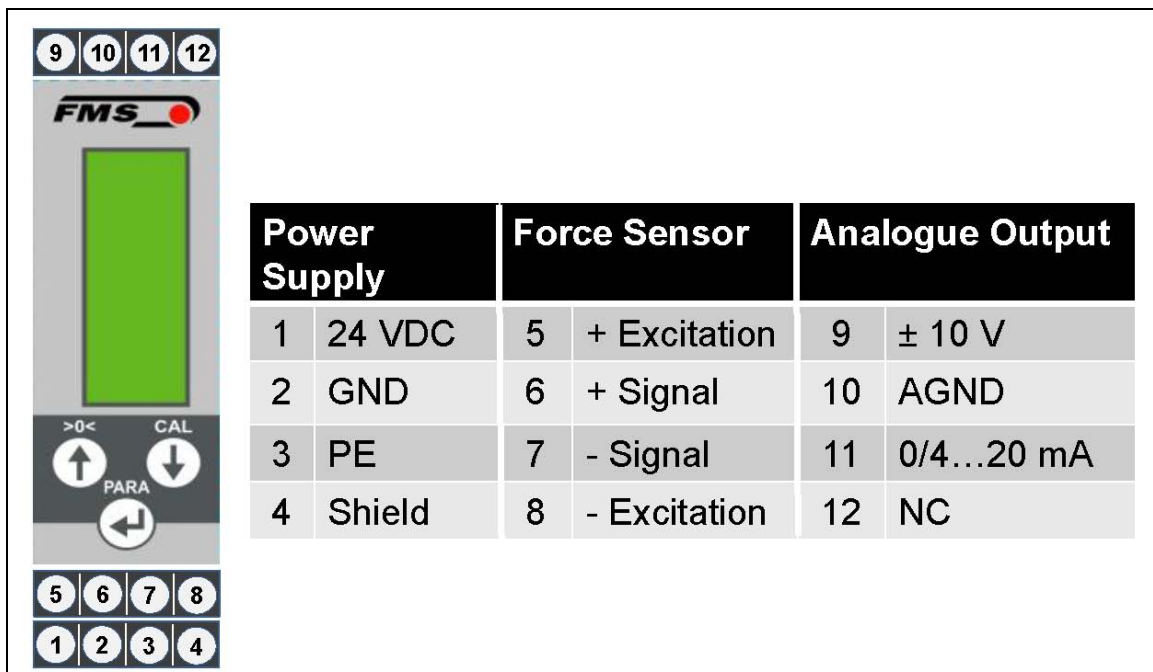 9 10 11 12
FMS
>0< CAL
PARA
5 6 7 8
1 2 3 4
Power Supply Force Sensor Analogue Output
1 24 VDC 5 + Excitation 9 ± 10 V
2 GND 6 + Signal 10 AGND
3 PE 7 - Signal 11 0/4...20 mA
4 Shield 8 - Excitation 12 NC